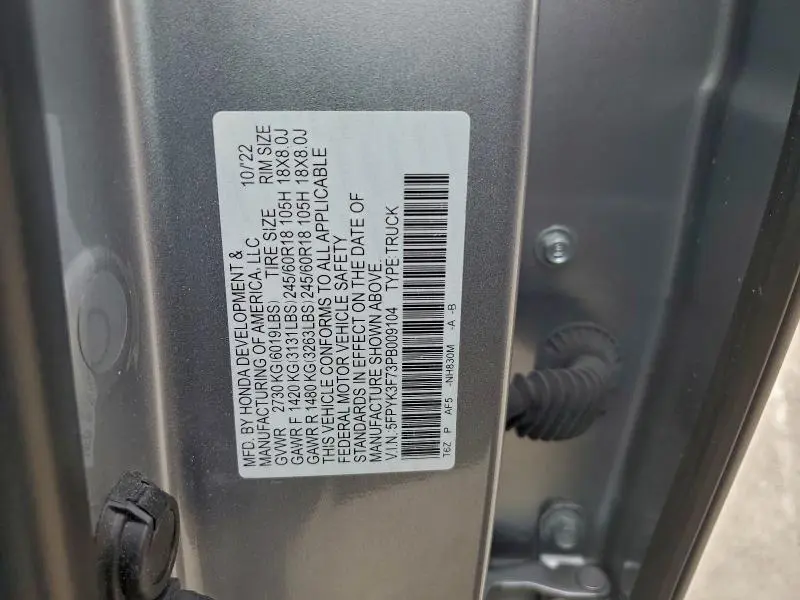 MFD. BY HONDA DEVELOPMENT &
MANUFACTURING OF AMERICA, LLC 10/'22
GVWR 2730 KG(6019LBS) TIRE SIZE RIM SIZE
GAWR F 1420 KG(3131LBS)245/60R18 105H 18X8.0J
GAWR R 1480 KG(3263LBS)245/60R18 105H 18X8.0J
THIS VEHICLE CONFORMS TO ALL APPLICABLE
FEDERAL MOTOR VEHICLE SAFETY
STANDARDS IN EFFECT ON THE DATE OF
MANUFACTURE SHOWN ABOVE.
V.I.N.:5FPYK3F73PB009104 TYPE:TRUCK
T6Z P AF5 -NH830M -A -B